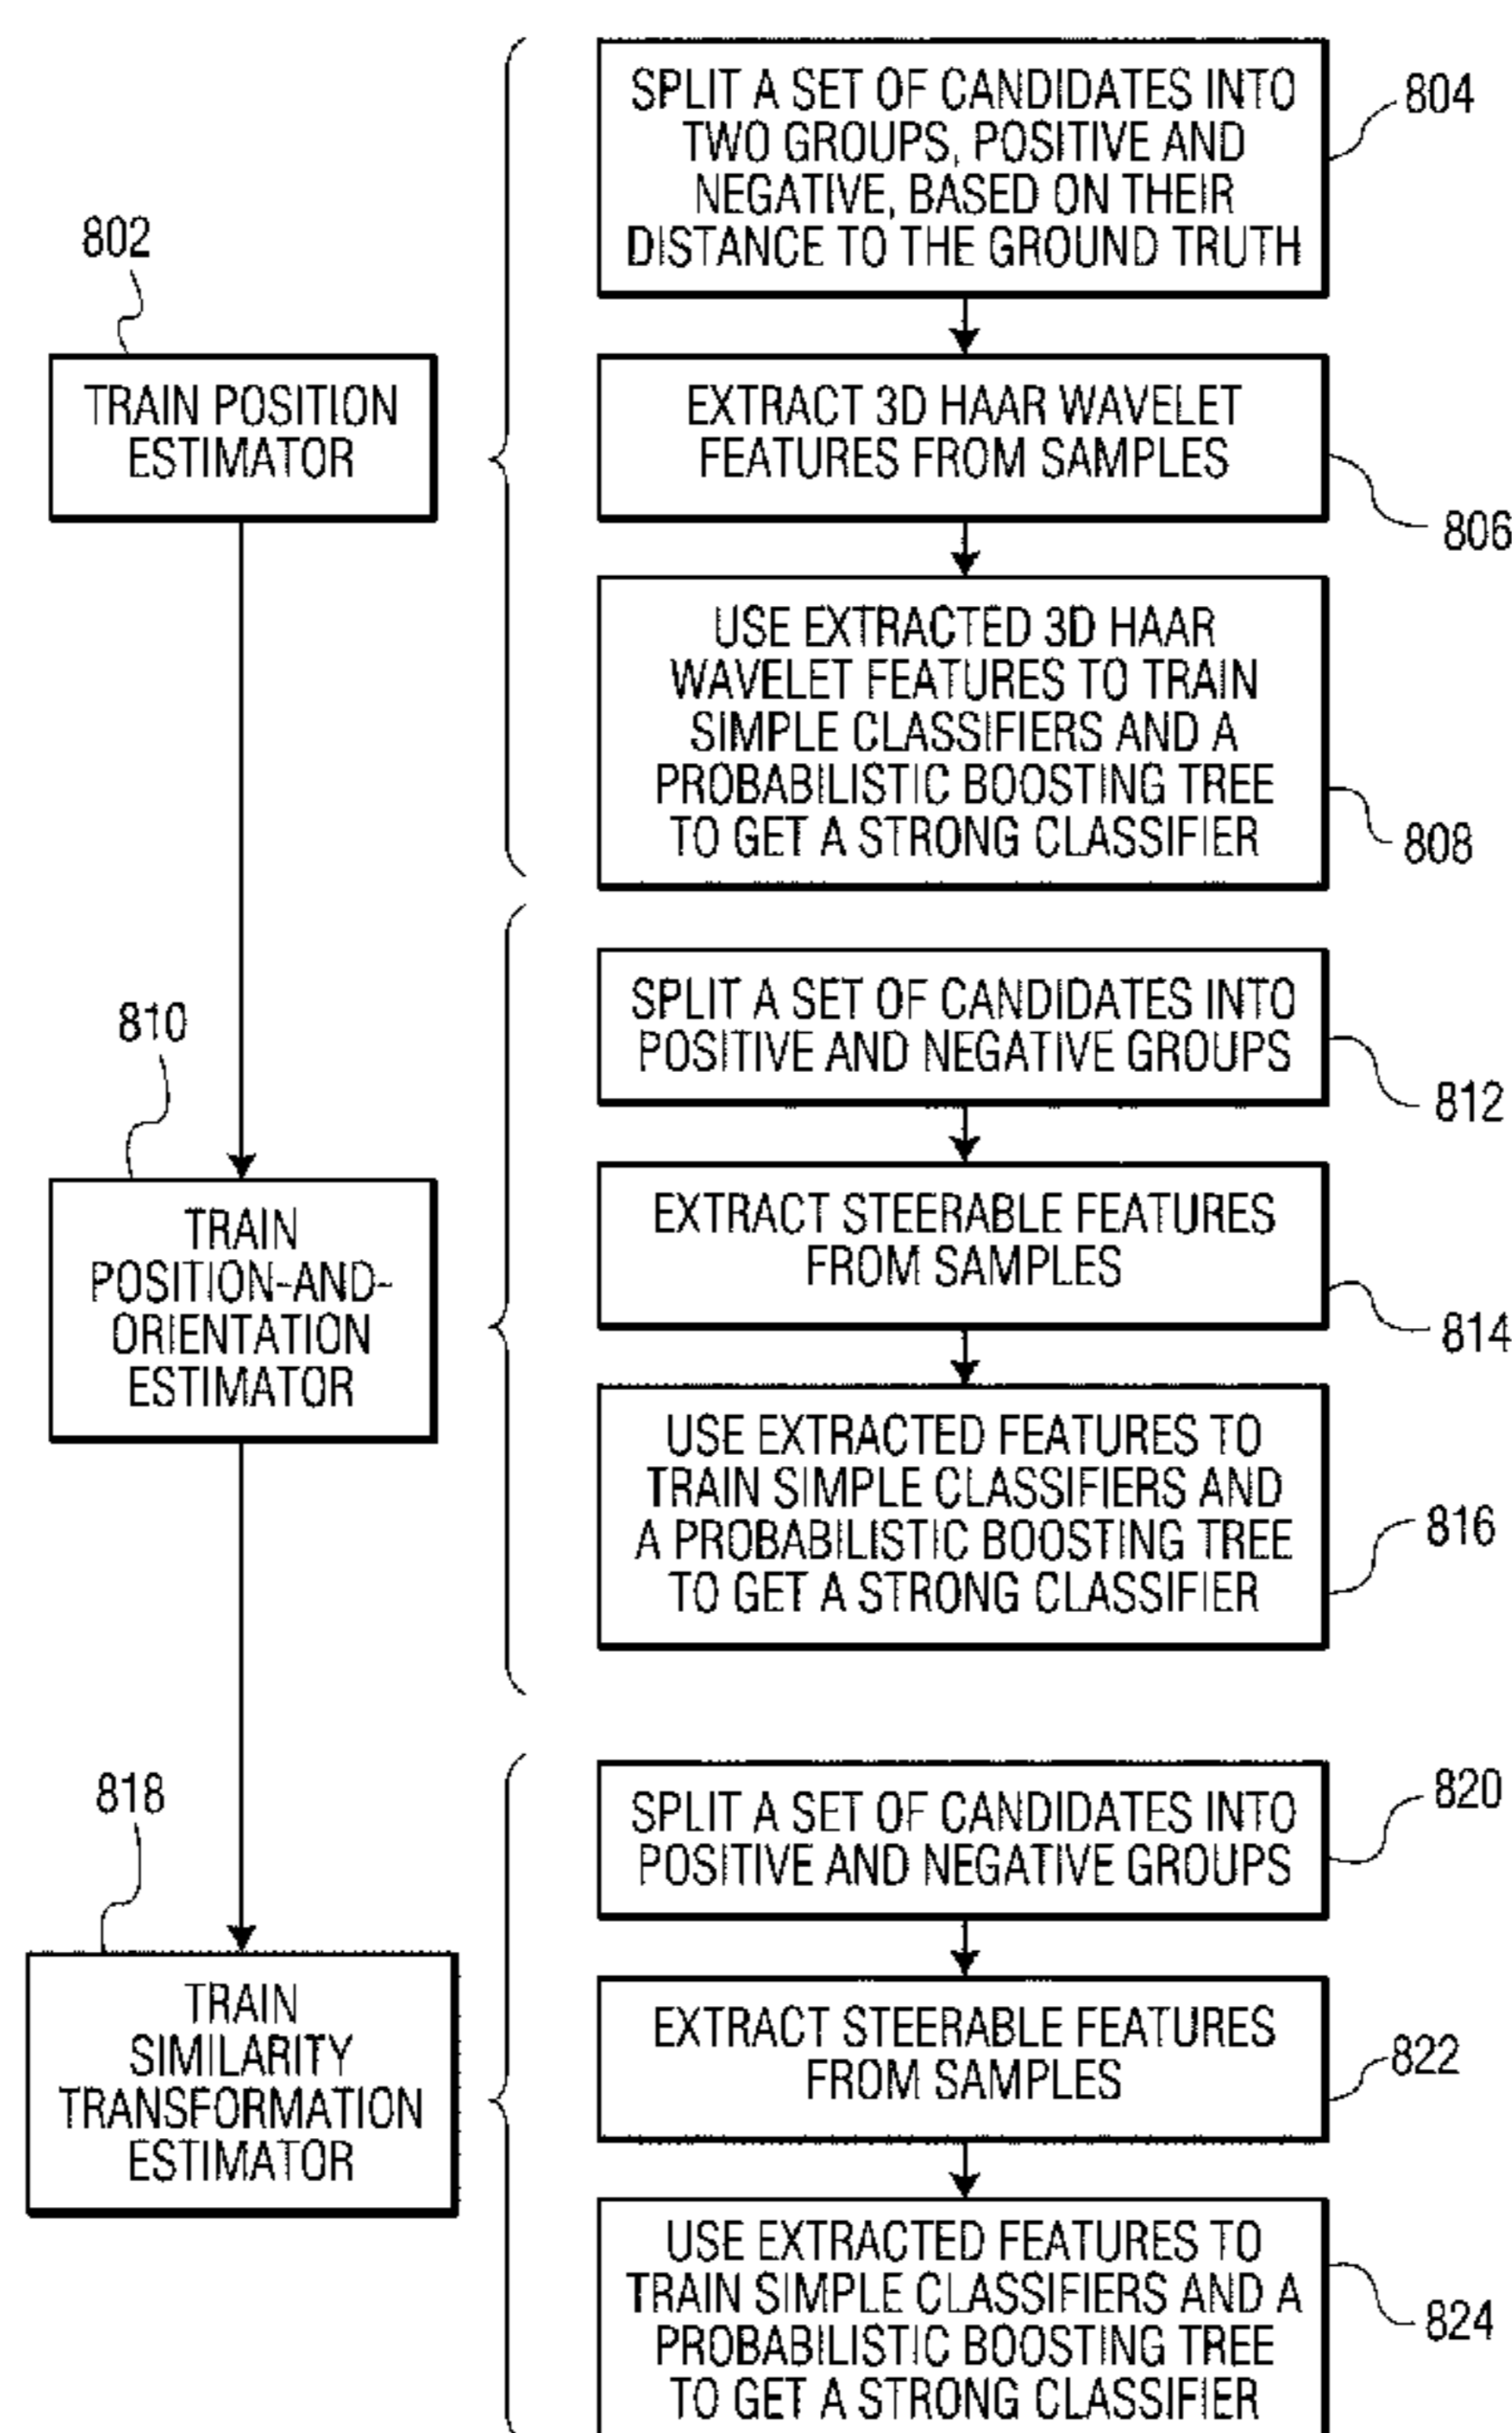 802
TRAIN POSITION
ESTIMATOR
SPLIT A SET OF CANDIDATES INTO
TWO GROUPS, POSITIVE AND
NEGATIVE, BASED ON THEIR
DISTANCE TO THE GROUND TRUTH
804
EXTRACT 3D HAAR WAVELET
FEATURES FROM SAMPLES
806
USE EXTRACTED 3D HAAR
WAVELET FEATURES TO TRAIN
SIMPLE CLASSIFIERS AND A
PROBABILISTIC BOOSTING TREE
TO GET A STRONG CLASSIFIER
808
810
TRAIN
POSITION-AND-
ORIENTATION
ESTIMATOR
SPLIT A SET OF CANDIDATES INTO
POSITIVE AND NEGATIVE GROUPS
812
EXTRACT STEERABLE FEATURES
FROM SAMPLES
814
USE EXTRACTED FEATURES TO
TRAIN SIMPLE CLASSIFIERS AND
A PROBABILISTIC BOOSTING TREE
TO GET A STRONG CLASSIFIER
816
818
TRAIN
SIMILARITY
TRANSFORMATION
ESTIMATOR
SPLIT A SET OF CANDIDATES INTO
POSITIVE AND NEGATIVE GROUPS
820
EXTRACT STEERABLE FEATURES
FROM SAMPLES
822
USE EXTRACTED FEATURES TO
TRAIN SIMPLE CLASSIFIERS AND A
PROBABILISTIC BOOSTING TREE
TO GET A STRONG CLASSIFIER
824